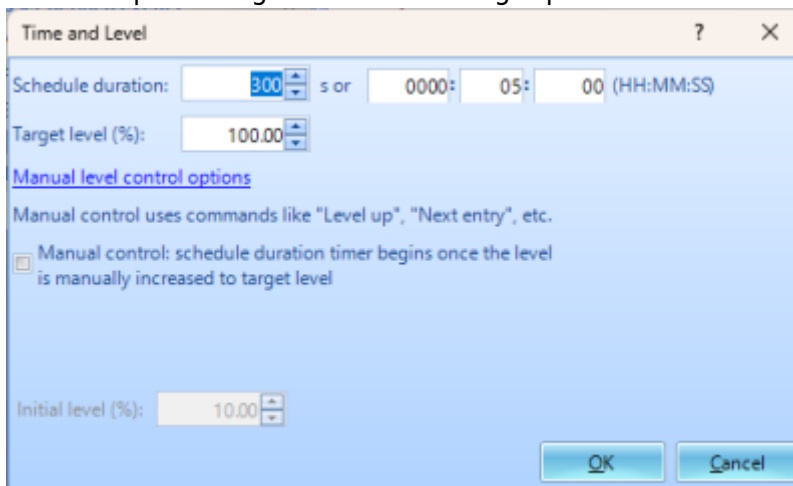 Time and Level ? ×
Schedule duration: 300 s or 0000: 05: 00 (HH:MM:SS)
Target level (%): 100.00
Manual level control options
Manual control uses commands like "Level up", "Next entry", etc.
Manual control: schedule duration timer begins once the level
is manually increased to target level
Initial level (%): 10.00
OK Cancel